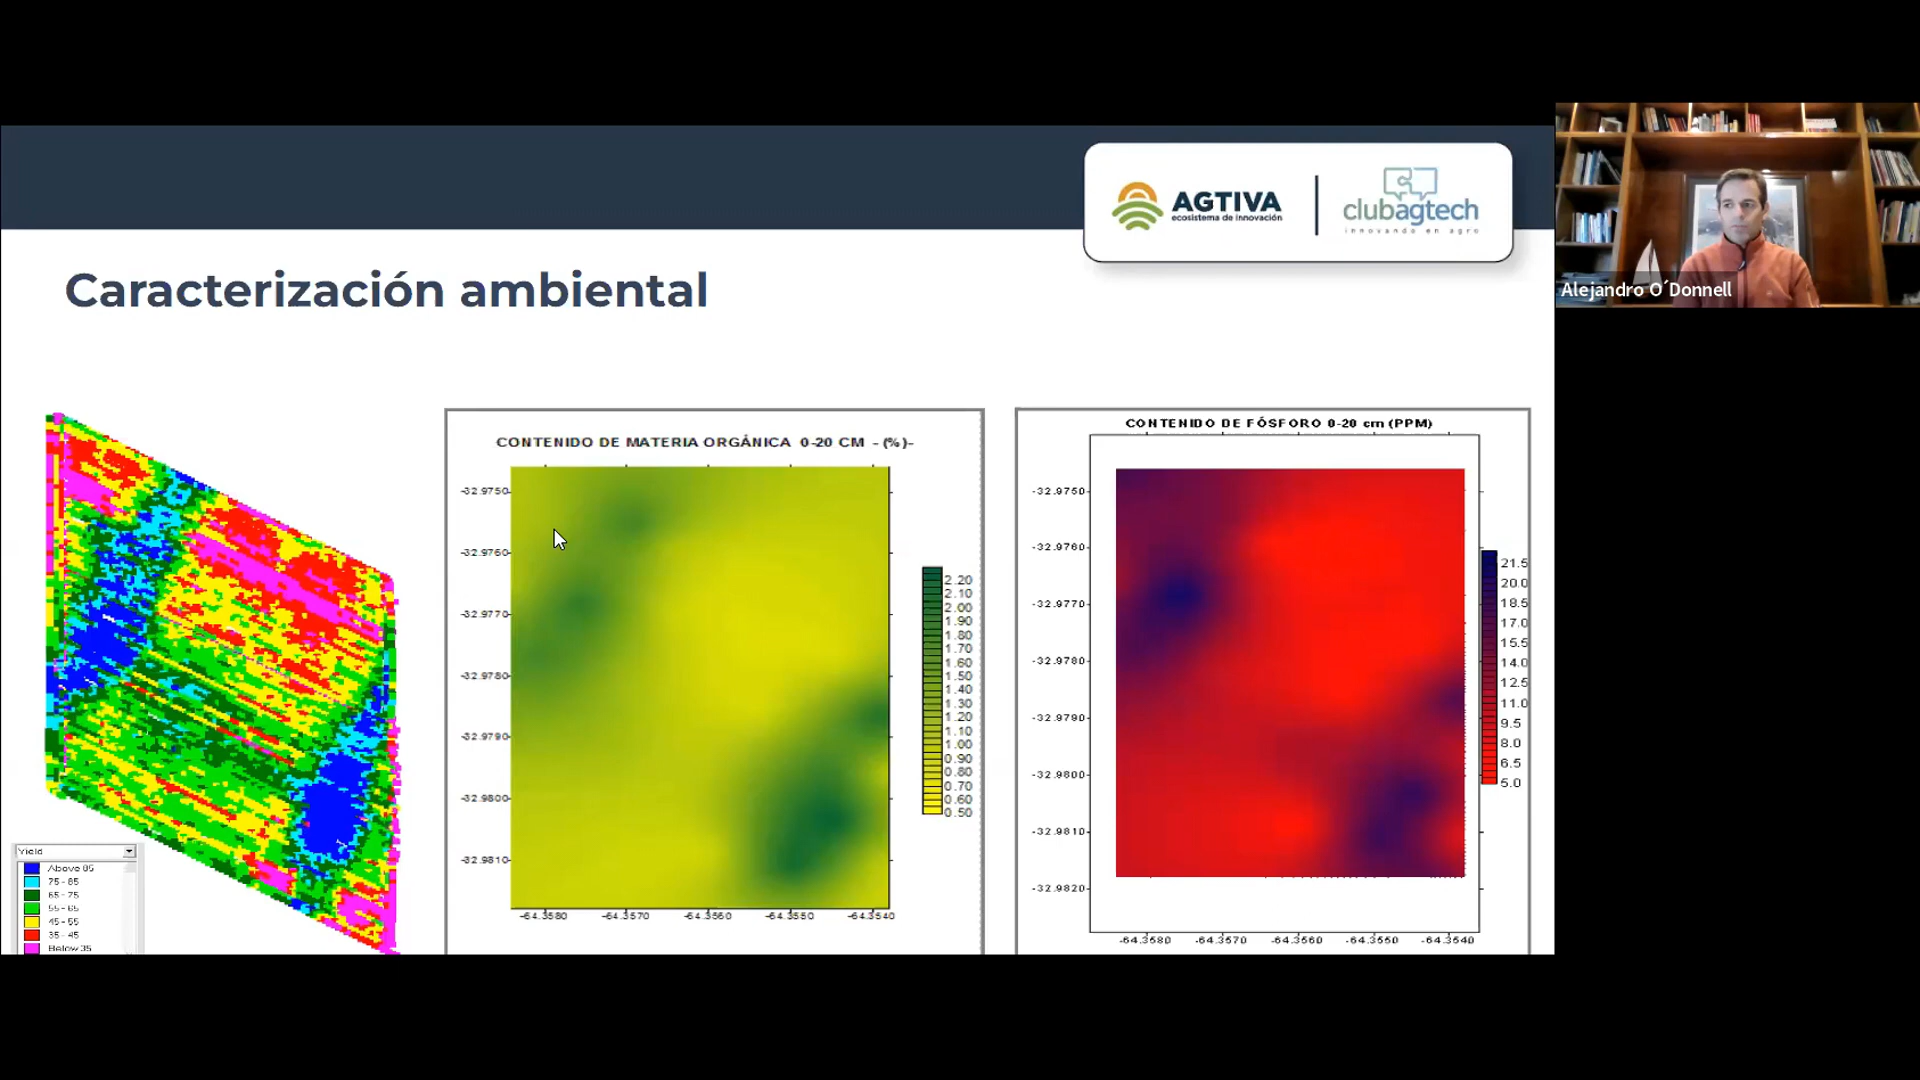 AGTIVA
ecosistema de innovación
clubagtech
innovando en agro
Alejandro O´Donnell
Caracterización ambiental
CONTENIDO DE MATERIA ORGÁNICA 0-20 CM - (%)-
-32.9750
-32.9760
-32.9770
-32.9780
-32.9790
-32.9800
-32.9810
-64.3580 -64.3570 -64.3560 -64.3550 -64.3540
2.20
2.10
2.00
1.90
1.80
1.70
1.60
1.50
1.40
1.30
1.20
1.10
1.00
0.90
0.80
0.70
0.60
0.50
CONTENIDO DE FÓSFORO 0-20 cm (PPM)
-32.9750
-32.9760
-32.9770
-32.9780
-32.9790
-32.9800
-32.9810
-32.9820
-64.3580 -64.3570 -64.3560 -64.3550 -64.3540
21.5
20.0
18.5
17.0
15.5
14.0
12.5
11.0
9.5
8.0
6.5
5.0
Yield
Above 85
75 - 85
65 - 75
55 - 65
45 - 55
35 - 45
Below 35